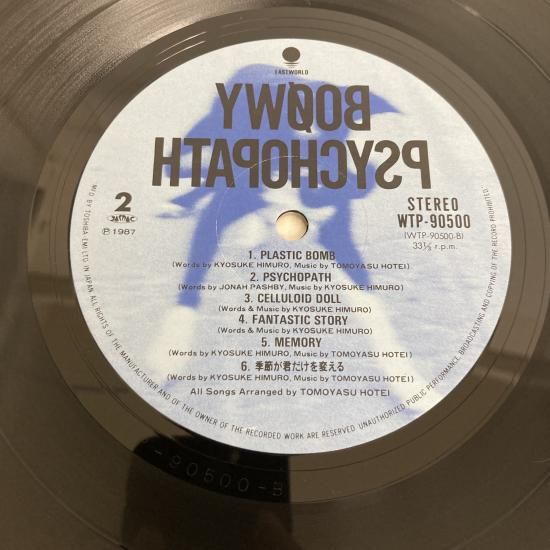 EASTWORLD
BOØWY
PSYCHOPATH
2
JASRAC
Ⓟ 1987
STEREO
WTP-90500
(WTP-90500-B)
33⅓ r.p.m.
1. PLASTIC BOMB
(Words by KYOSUKE HIMURO, Music by TOMOYASU HOTEI)
2. PSYCHOPATH
(Words by JONAH PASHBY, Music by KYOSUKE HIMURO)
3. CELLULOID DOLL
(Words & Music by KYOSUKE HIMURO)
4. FANTASTIC STORY
(Words & Music by KYOSUKE HIMURO)
5. MEMORY
(Words by KYOSUKE HIMURO, Music by TOMOYASU HOTEI)
6. 季節が君だけを変える
(Words by KYOSUKE HIMURO, Music by TOMOYASU HOTEI)
All Songs Arranged by TOMOYASU HOTEI
M'D BY TOSHIBA EMI LTD IN JAPAN ALL RIGHTS OF THE MANUFACTURER AND OF THE OWNER OF THE RECORDED WORK ARE RESERVED. UNAUTHORIZED PUBLIC PERFORMANCE, BROADCASTING AND COPYING OF THE RECORD PROHIBITED.
-90500-B